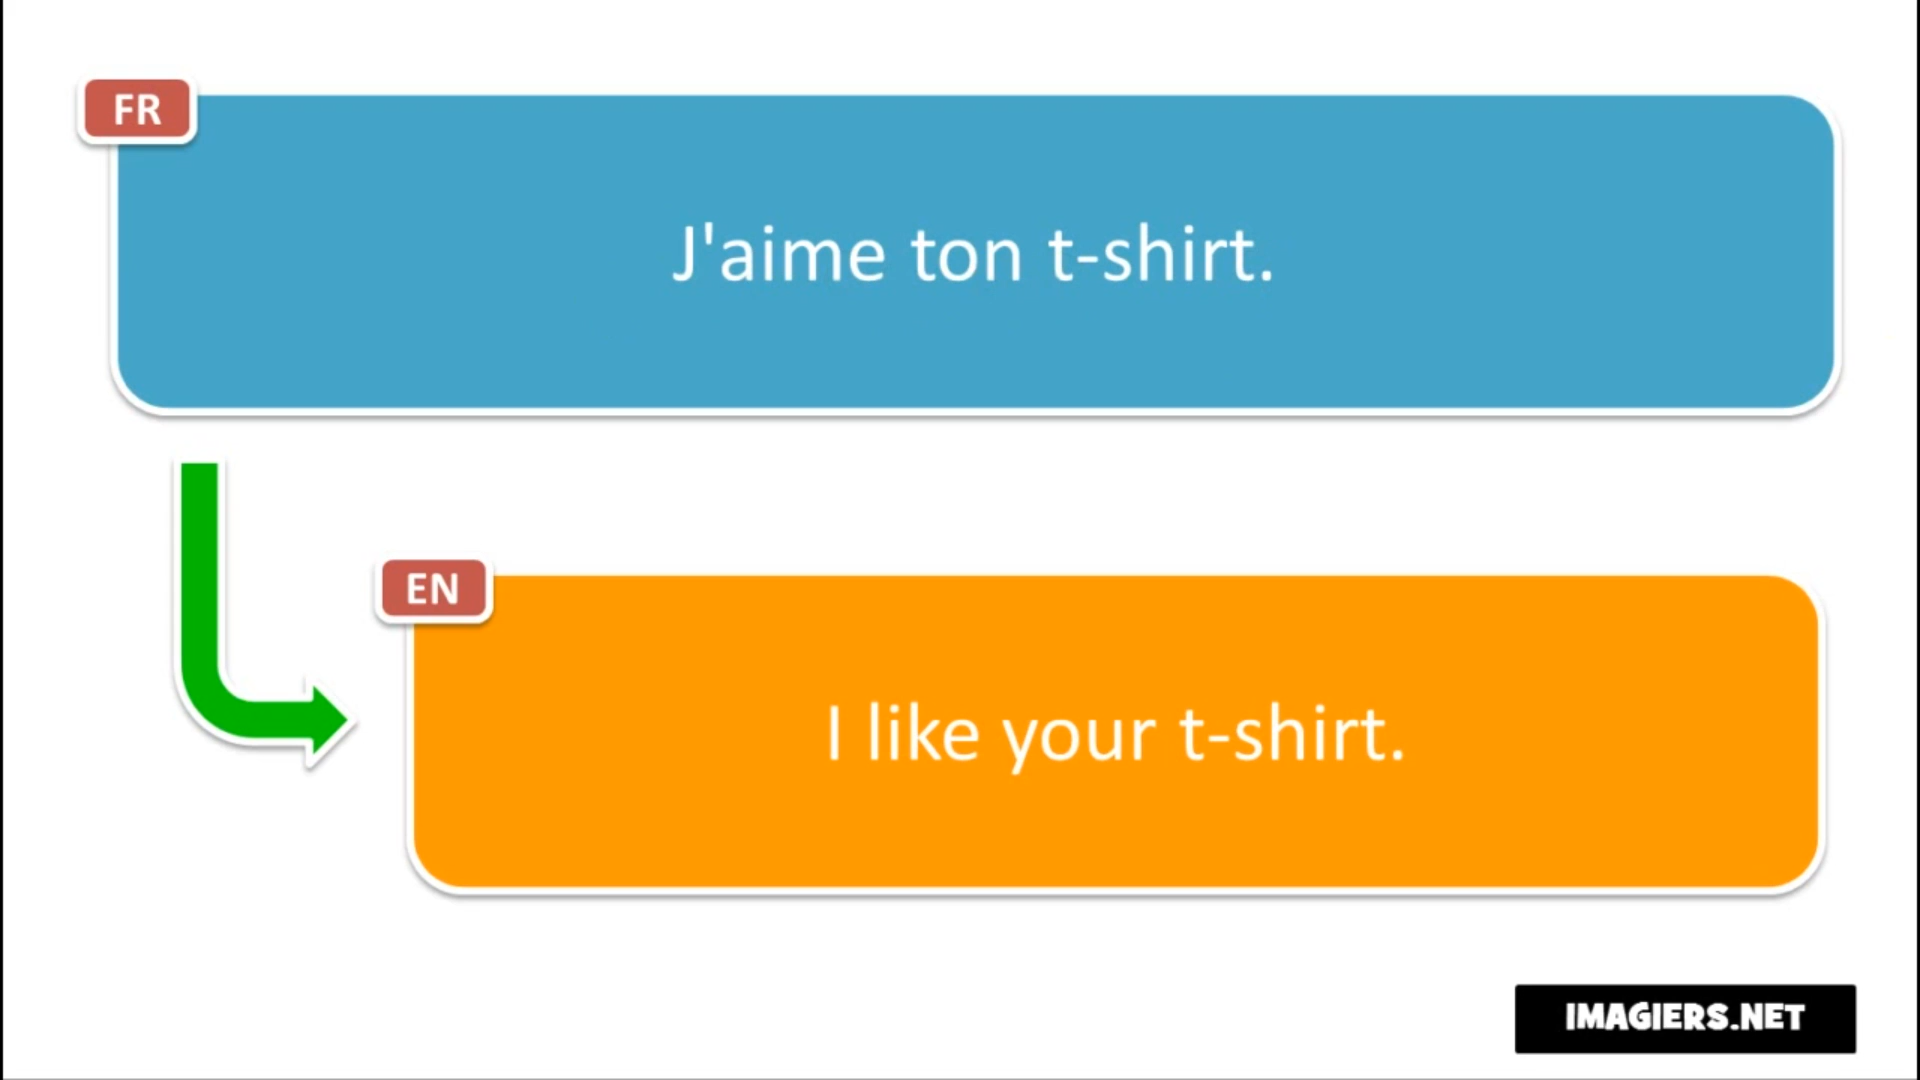 FR
J'aime ton t-shirt.
EN
I like your t-shirt.
IMAGIERS.NET